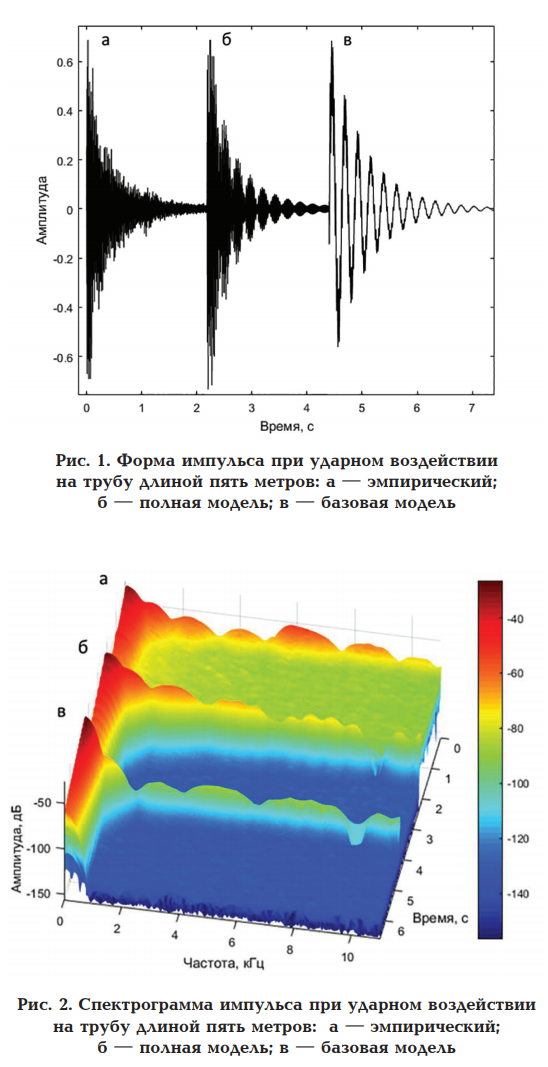 а б в
0.6
0.4
0.2
0
-0.2
-0.4
-0.6
Амплитуда
0 1 2 3 4 5 6 7
Время, с
Рис. 1. Форма импульса при ударном воздействии
на трубу длиной пять метров: а — эмпирический;
б — полная модель; в — базовая модель
а
б
в
-40
-60
-80
-100
-120
-140
-50
-100
-150
Амплитуда, дБ
0 2 4 6 8 10
Частота, кГц
0
1
2
3
4
5
6
Время, с
Рис. 2. Спектрограмма импульса при ударном воздействии
на трубу длиной пять метров: а — эмпирический;
б — полная модель; в — базовая модель